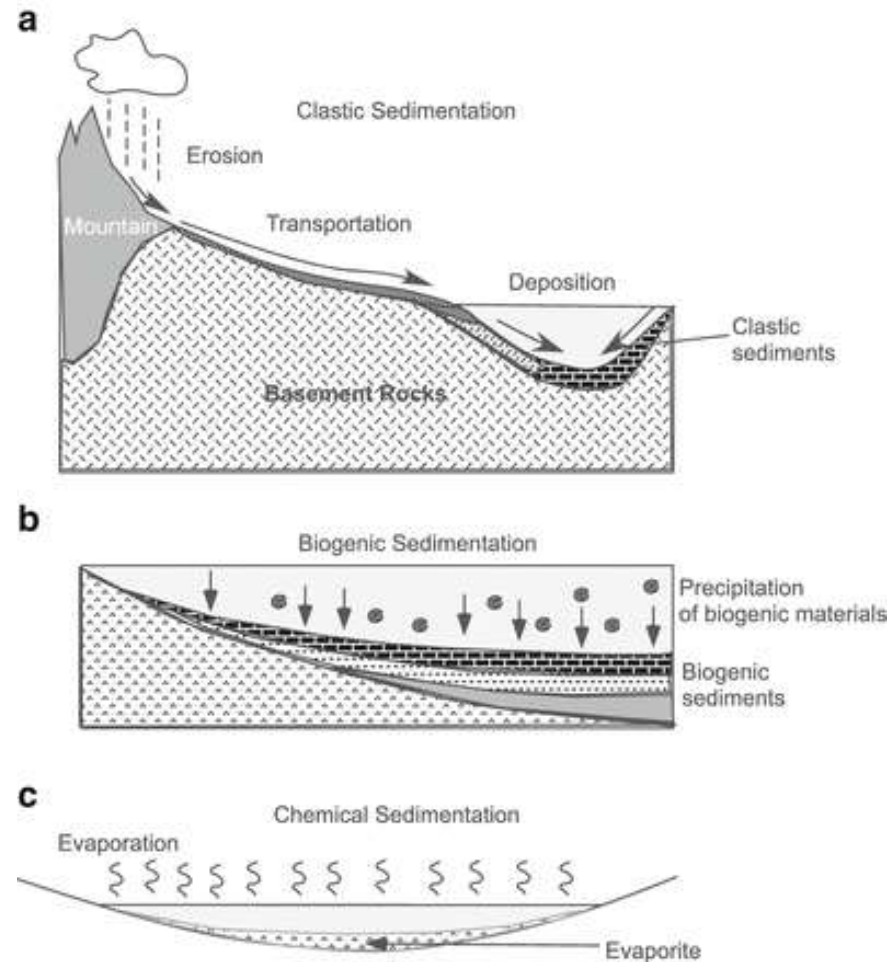 a
Clastic Sedimentation
Erosion
Mountain
Transportation
Deposition
Clastic
sediments
Basement Rocks
b
Biogenic Sedimentation
Precipitation
of biogenic materials
Biogenic
sediments
c
Chemical Sedimentation
Evaporation
Evaporite